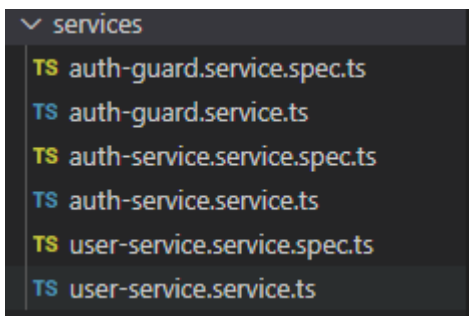 services
TS auth-guard.service.spec.ts
TS auth-guard.service.ts
TS auth-service.service.spec.ts
TS auth-service.service.ts
TS user-service.service.spec.ts
TS user-service.service.ts